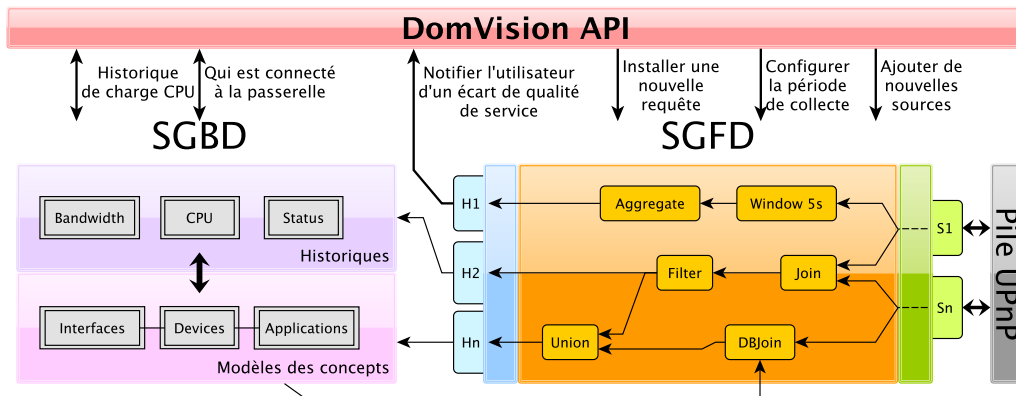 DomVision API
Historique
de charge CPU
Qui est connecté
à la passerelle
Notifier l'utilisateur
d'un écart de qualité
de service
Installer une
nouvelle
requête
Configurer
la période
de collecte
Ajouter de
nouvelles
sources
SGBD
SGFD
Bandwidth
CPU
Status
Historiques
Interfaces
Devices
Applications
Modèles des concepts
H1
H2
Hn
Aggregate
Window 5s
Filter
Join
Union
DBJoin
S1
Sn
Pile UPnP